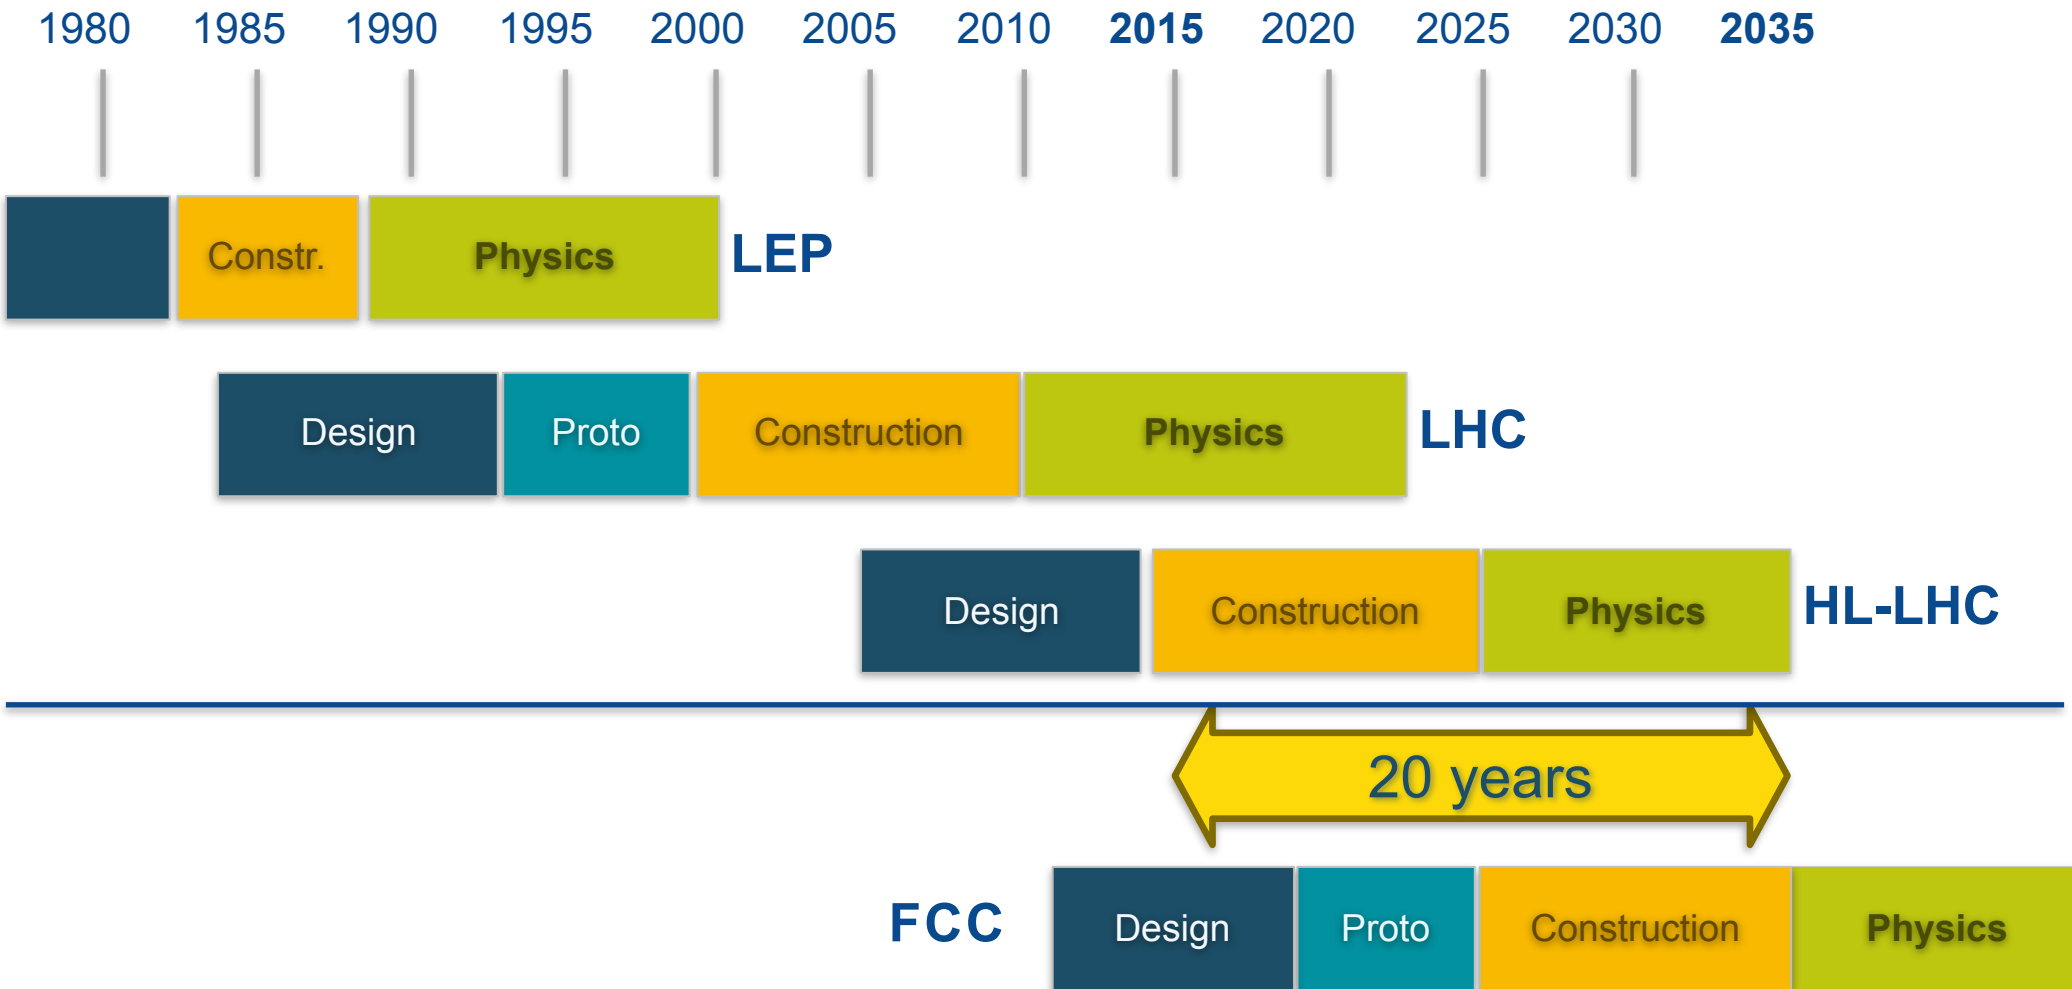 1980 1985 1990 1995 2000 2005 2010 2015 2020 2025 2030 2035
Constr. Physics LEP
Design Proto Construction Physics LHC
Design Construction Physics HL-LHC
20 years
FCC Design Proto Construction Physics